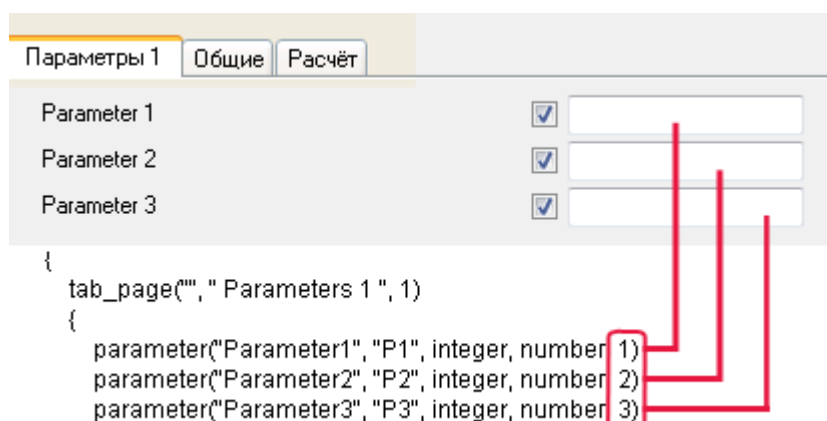 Параметры 1 Общие Расчёт
Parameter 1
Parameter 2
Parameter 3
{
tab_page("", " Parameters 1 ", 1)
{
parameter("Parameter1", "P1", integer, number 1)
parameter("Parameter2", "P2", integer, number 2)
parameter("Parameter3", "P3", integer, number 3)